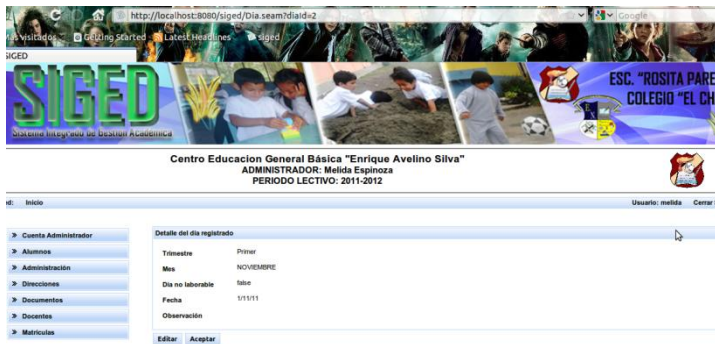 http://localhost:8080/siged/Dia.seam?diaId=2
Google
Más visitados Getting Started Latest Headlines siged
SIGED
SIGED
Sistema Integrado de Gestión Académica
ESC. "ROSITA PARE
COLEGIO "EL CH
Centro Educacion General Básica "Enrique Avelino Silva"
ADMINISTRADOR: Melida Espinoza
PERIODO LECTIVO: 2011-2012
Inicio
Usuario: melida Cerrar
Cuenta Administrador
Alumnos
Administración
Direcciones
Documentos
Docentes
Matriculas
Detalle del día registrado
Trimestre Primer
Mes NOVIEMBRE
Dia no laborable false
Fecha 1/11/11
Observación
Editar Aceptar